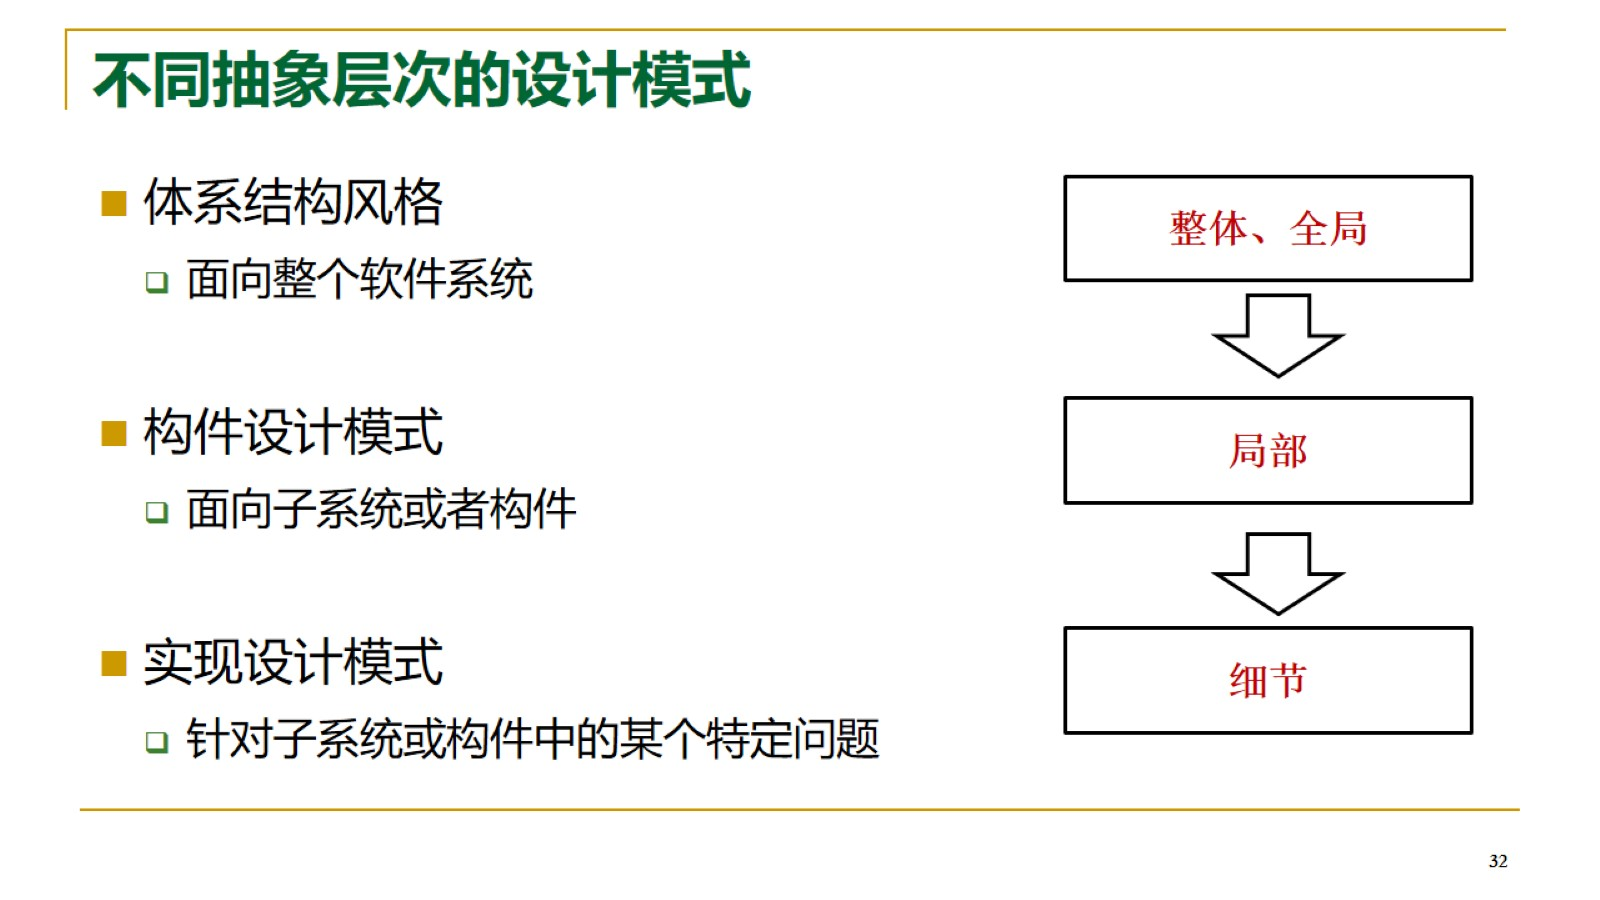 不同抽象层次的设计模式
体系结构风格
面向整个软件系统
构件设计模式
面向子系统或者构件
实现设计模式
针对子系统或构件中的某个特定问题
整体、全局
局部
细节
32